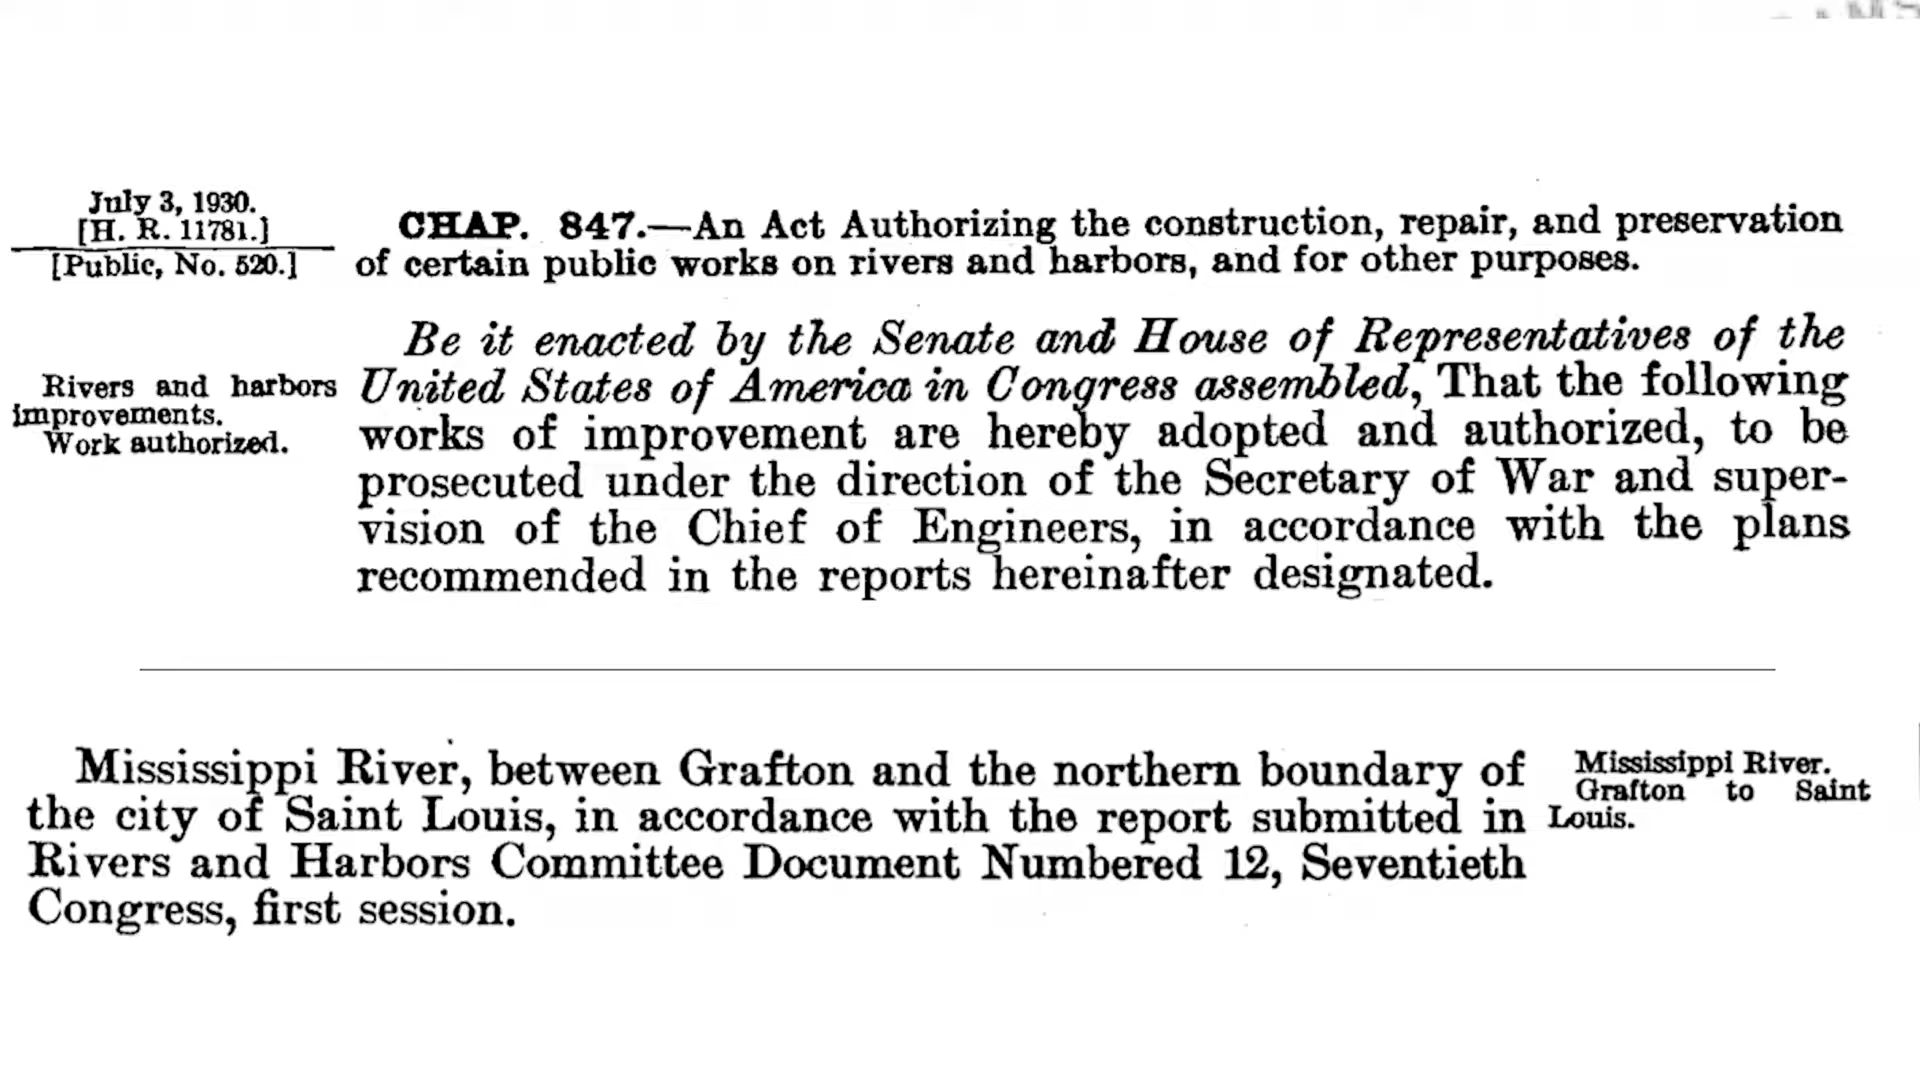 July 3, 1930.
[H. R. 11781.]
[Public, No. 520.]
CHAP. 847.—An Act Authorizing the construction, repair, and preservation
of certain public works on rivers and harbors, and for other purposes.
Be it enacted by the Senate and House of Representatives of the
United States of America in Congress assembled, That the following
works of improvement are hereby adopted and authorized, to be
prosecuted under the direction of the Secretary of War and super-
vision of the Chief of Engineers, in accordance with the plans
recommended in the reports hereinafter designated.
Rivers and harbors
improvements.
Work authorized.
Mississippi River, between Grafton and the northern boundary of
the city of Saint Louis, in accordance with the report submitted in
Rivers and Harbors Committee Document Numbered 12, Seventieth
Congress, first session.
Mississippi River.
Grafton to Saint
Louis.